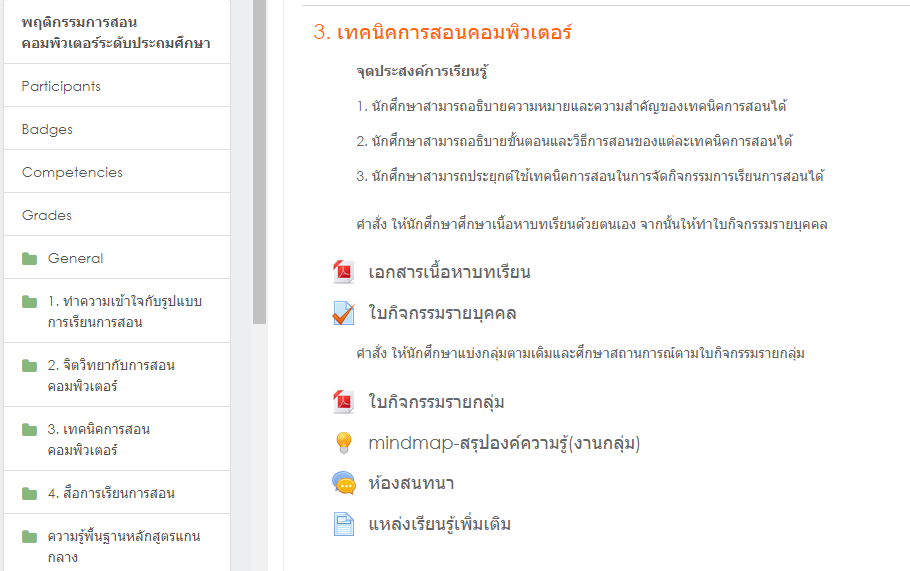 พฤติกรรมการสอน
คอมพิวเตอร์ระดับประถมศึกษา
Participants
Badges
Competencies
Grades
General
1. ทำความเข้าใจกับรูปแบบ
การเรียนการสอน
2. จิตวิทยากับการสอน
คอมพิวเตอร์
3. เทคนิคการสอน
คอมพิวเตอร์
4. สื่อการเรียนการสอน
ความรู้พื้นฐานหลักสูตรแกน
กลาง
3. เทคนิคการสอนคอมพิวเตอร์
จุดประสงค์การเรียนรู้
1. นักศึกษาสามารถอธิบายความหมายและความสำคัญของเทคนิคการสอนได้
2. นักศึกษาสามารถอธิบายขั้นตอนและวิธีการสอนของแต่ละเทคนิคการสอนได้
3. นักศึกษาสามารถประยุกต์ใช้เทคนิคการสอนในการจัดกิจกรรมการเรียนการสอนได้
คำสั่ง ให้นักศึกษาศึกษาเนื้อหาบทเรียนด้วยตนเอง จากนั้นให้ทำใบกิจกรรมรายบุคคล
เอกสารเนื้อหาบทเรียน
ใบกิจกรรมรายบุคคล
คำสั่ง ให้นักศึกษาแบ่งกลุ่มตามเดิมและศึกษาสถานการณ์ตามใบกิจกรรมรายกลุ่ม
ใบกิจกรรมรายกลุ่ม
mindmap-สรุปองค์ความรู้(งานกลุ่ม)
ห้องสนทนา
แหล่งเรียนรู้เพิ่มเติม